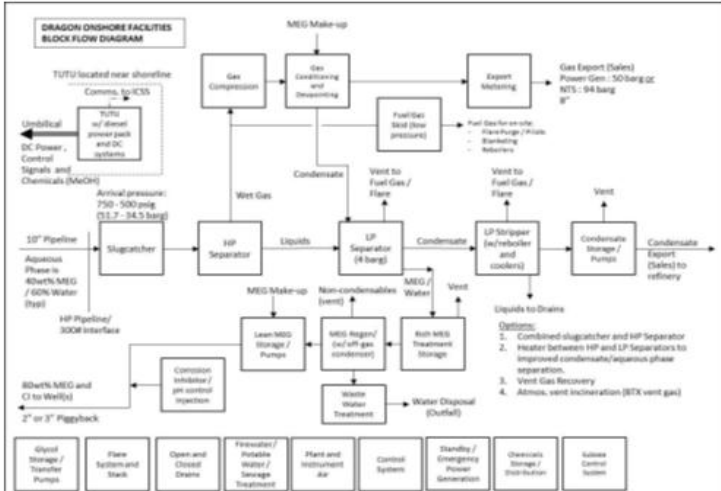 DRAGON ONSHORE FACILITIES
BLOCK FLOW DIAGRAM
MEG Make-up
TUTU located near shoreline
Comms. to ICSS
TUTU
w/ diesel
power pack
and DC
systems
Umbilical
DC Power,
Control
Signals and
Chemicals (MeOH)
Gas
Compression
Gas
Conditioning
and
Dewpointing
Export
Metering
Gas Export (Sales)
Power Gen : 50 barg or
NTS : 94 barg
8"
Fuel Gas
Skid (low
pressure)
Fuel Gas for on site:
- Flare Purge / Pilots
- Blanketing
- Reboilers
Arrival pressure:
750 - 500 psig
(51.7 - 34.5 barg)
Wet Gas
Condensate
Vent to
Fuel Gas /
Flare
Vent to
Fuel Gas /
Flare
Vent
10" Pipeline
Slugcatcher
HP
Separator
Liquids
LP
Separator
(4 barg)
Condensate
LP Stripper
(w/reboiler
and
coolers)
Condensate
Storage /
Pumps
Condensate
Export
(Sales) to
refinery
Aqueous
Phase is
40wt% MEG
/ 60% Water
(typ)
HP Pipeline/
300# Interface
MEG Make-up
Non-condensables
(vent)
MEG /
Water
Vent
Liquids to Drains
Lean MEG
Storage /
Pumps
MEG Regen/
(w/ off-gas
condenser)
Rich MEG
Treatment
Storage
Options:
1. Combined slugcatcher and HP Separator
2. Heater between HP and LP Separators to
improved condensate/aqueous phase
separation.
3. Vent Gas Recovery
4. Atmos. vent incineration (BTX vent gas)
80wt% MEG and
CI to Well(s)
2" or 3" Piggyback
Corrosion
Inhibitor /
pH control
injection
Waste
Water
Treatment
Water Disposal
(Outfall)
Glycol
Storage /
Transfer
Pumps
Flare
System and
Stack
Open and
Closed
Drains
Firewater/
Potable
Water /
Sewage
Treatment
Plant and
Instrument
Air
Control
System
Standby /
Emergency
Power
Generation
Chemicals
Storage /
Distribution
Subsea
Control
System